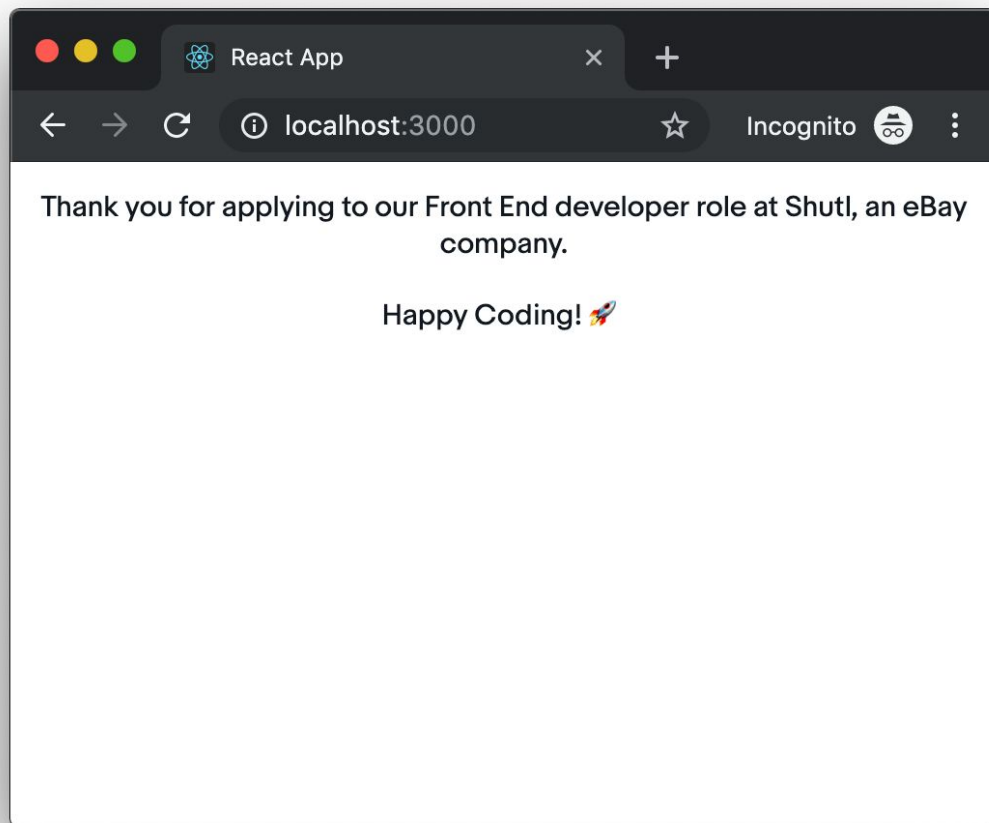 React App
localhost:3000
Incognito
Thank you for applying to our Front End developer role at Shutl, an eBay
company.
Happy Coding! 🚀